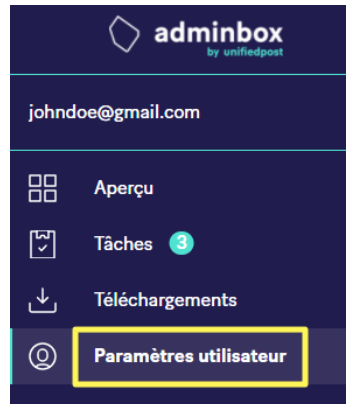 adminbox
by unifiedpost
johndoe@gmail.com
Aperçu
Tâches 3
Téléchargements
Paramètres utilisateur